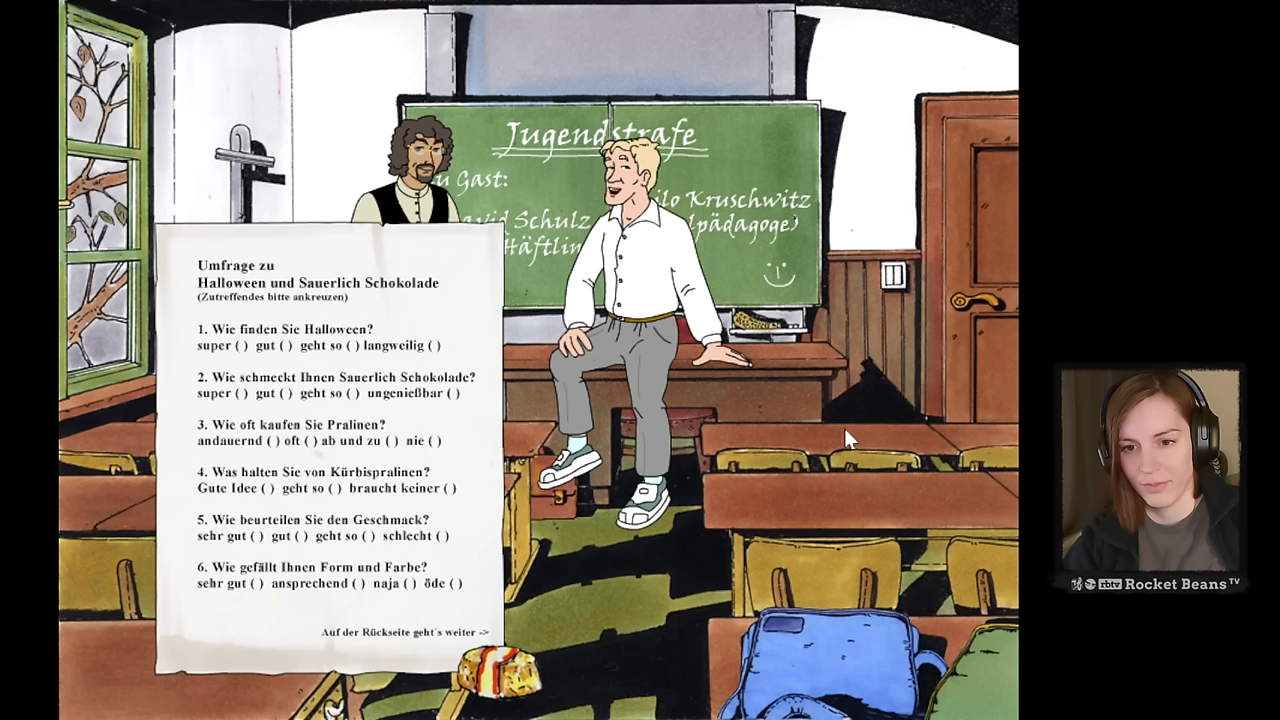 Jugendstrafe
Gast:
Kruschwitz
Schulz
Umfrage zu
Halloween und Sauerlich Schokolade
(Zutreffendes bitte ankreuzen)
1. Wie finden Sie Halloween?
super ( ) gut ( ) geht so ( ) langweilig ( )
2. Wie schmeckt Ihnen Sauerlich Schokolade?
super ( ) gut ( ) geht so ( ) ungenießbar ( )
3. Wie oft kaufen Sie Pralinen?
andauernd ( ) oft ( ) ab und zu ( ) nie ( )
4. Was halten Sie von Kürbispralinen?
Gute Idee ( ) geht so ( ) braucht keiner ( )
5. Wie beurteilen Sie den Geschmack?
sehr gut ( ) gut ( ) geht so ( ) schlecht ( )
6. Wie gefällt Ihnen Form und Farbe?
sehr gut ( ) ansprechend ( ) naja ( ) öde ( )
Auf der Rückseite geht´s weiter ->
rbtv Rocket Beans TV